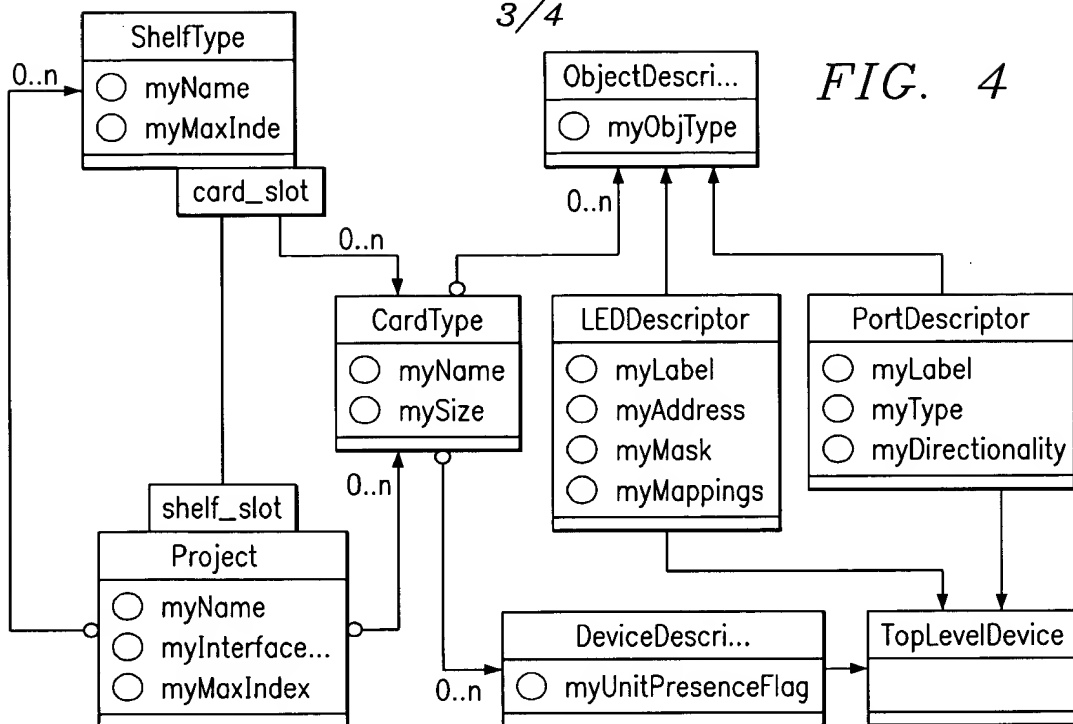 3/4
FIG. 4
ShelfType
myName
myMaxInde
card_slot
0..n
ObjectDescri...
myObjType
0..n
0..n
CardType
myName
mySize
LEDDescriptor
myLabel
myAddress
myMask
myMappings
PortDescriptor
myLabel
myType
myDirectionality
0..n
shelf_slot
Project
myName
myInterface...
myMaxIndex
0..n
DeviceDescri...
myUnitPresenceFlag
TopLevelDevice